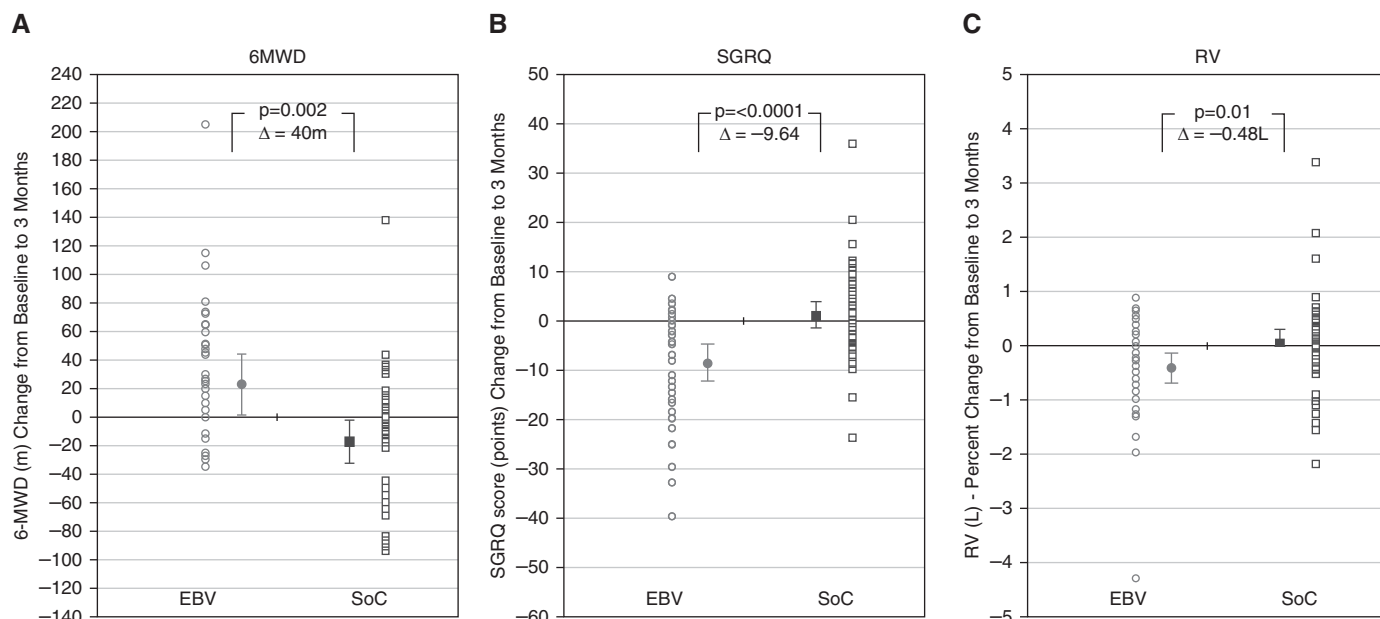 A
6MWD
6-MWD (m) Change from Baseline to 3 Months
240
220
200
180
160
140
120
100
80
60
40
20
0
−20
−40
−60
−80
−100
−120
−140
p=0.002
Δ = 40m
EBV
SoC
B
SGRQ
SGRQ score (points) Change from Baseline to 3 Months
50
40
30
20
10
0
−10
−20
−30
−40
−50
−60
p=<0.0001
Δ = −9.64
EBV
SoC
C
RV
RV (L) - Percent Change from Baseline to 3 Months
5
4
3
2
1
0
−1
−2
−3
−4
−5
p=0.01
Δ = −0.48L
EBV
SoC